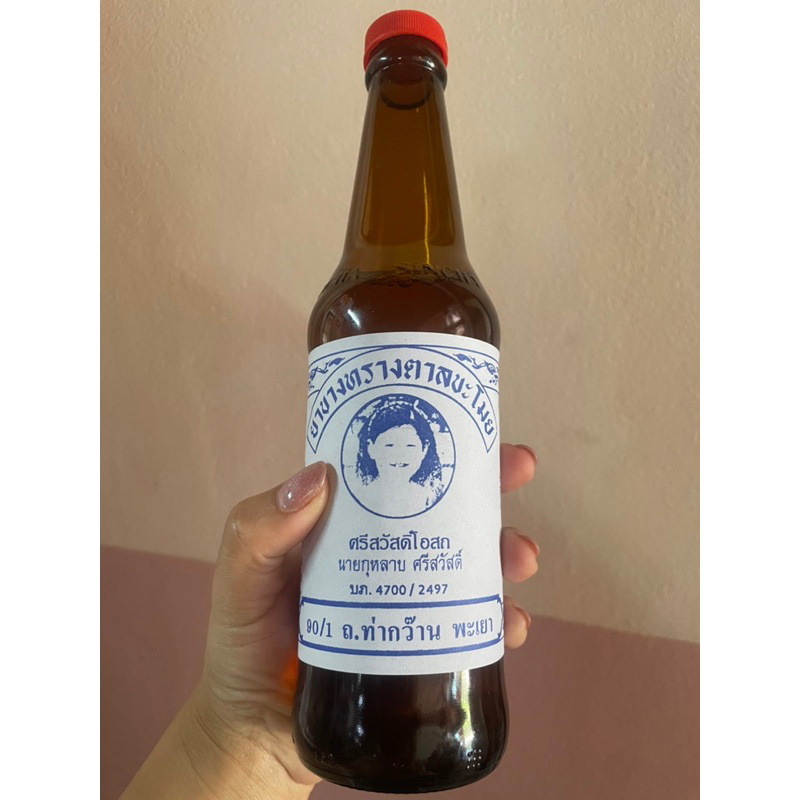 ยาขางทรางตาลขะโมย
ศรีสวัสดิ์โอสถ
นายกุหลาบ ศรีสวัสดิ์
บภ. 4700 / 2497
90/1 ถ.ท่ากว๊าน พะเยา